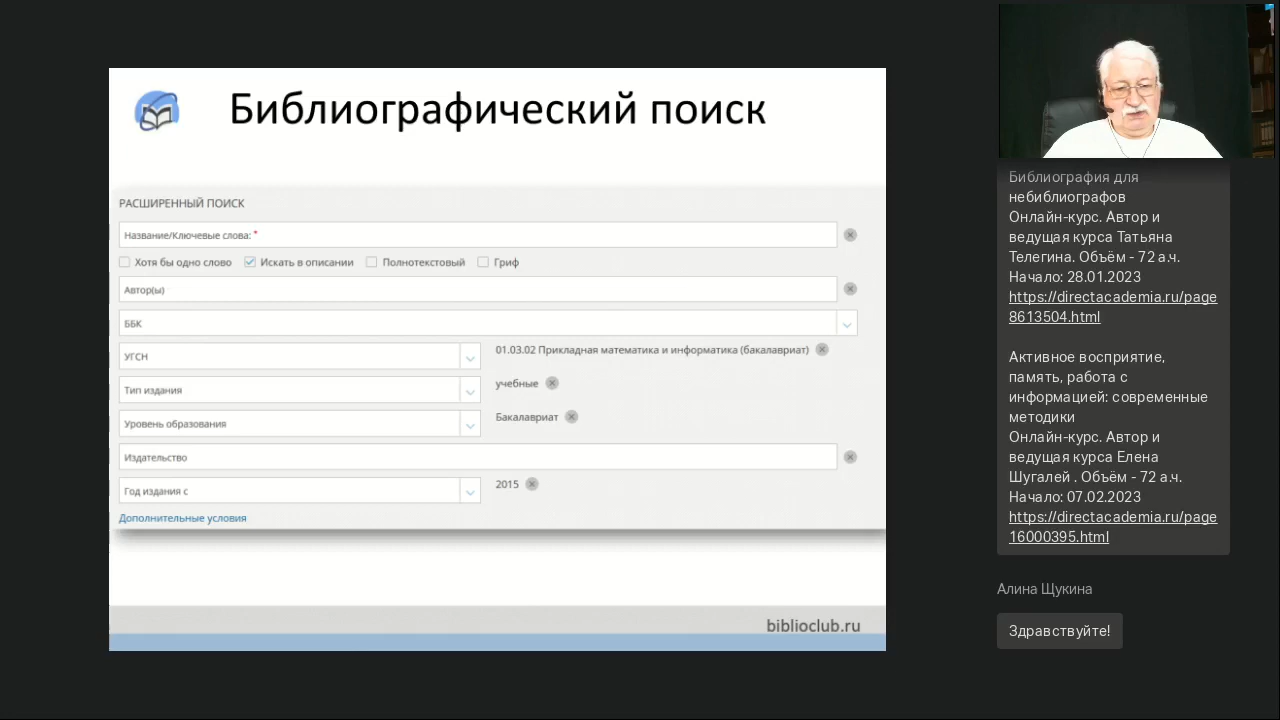 Библиографический поиск
РАСШИРЕННЫЙ ПОИСК
Название/Ключевые слова: *
Хотя бы одно слово Искать в описании Полнотекстовый Гриф
Автор(ы)
ББК
УГСН 01.03.02 Прикладная математика и информатика (бакалавриат)
Тип издания учебные
Уровень образования Бакалавриат
Издательство
Год издания с 2015
Дополнительные условия
biblioclub.ru
Библиография для
небиблиографов
Онлайн-курс. Автор и
ведущая курса Татьяна
Телегина. Объём - 72 а.ч.
Начало: 28.01.2023
https://directacademia.ru/page
8613504.html
Активное восприятие,
память, работа с
информацией: современные
методики
Онлайн-курс. Автор и
ведущая курса Елена
Шугалей . Объём - 72 а.ч.
Начало: 07.02.2023
https://directacademia.ru/page
16000395.html
Алина Щукина
Здравствуйте!